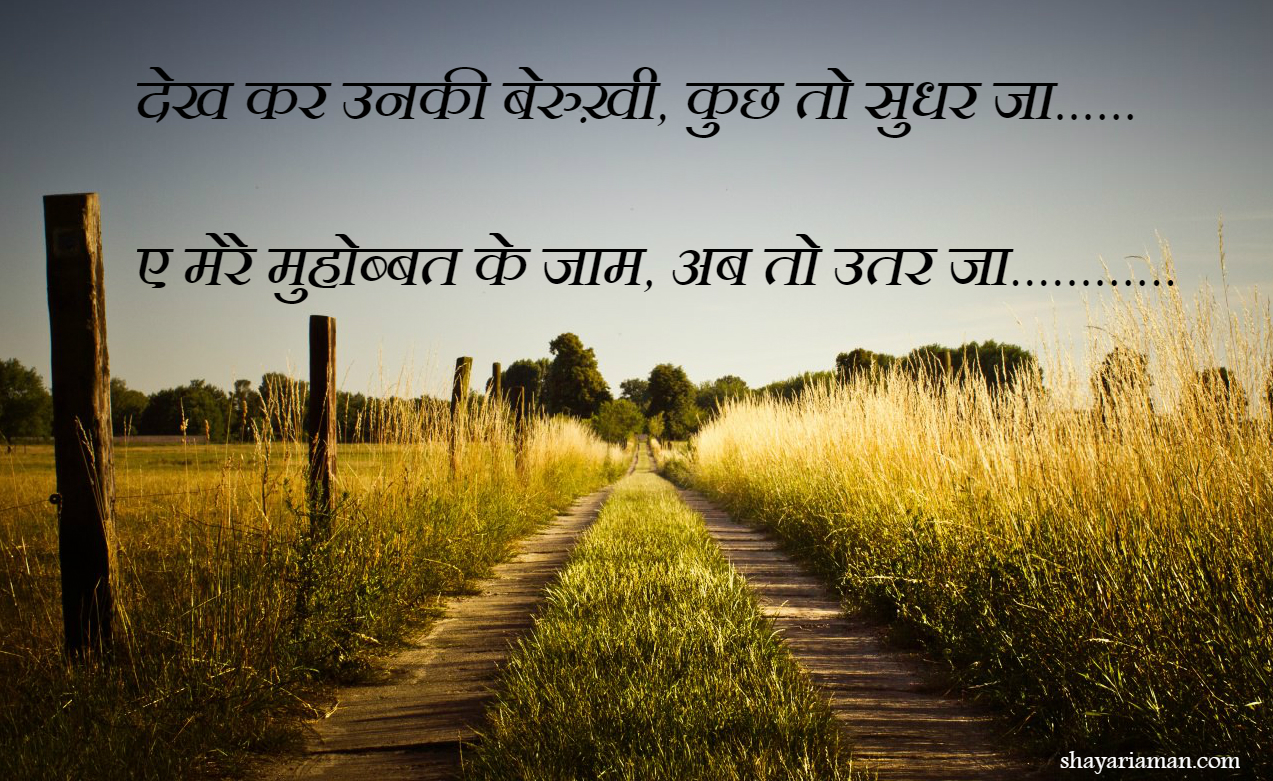 देख कर उनकी बेरुख़ी, कुछ तो सुधर जा......
ए मेरे मुहोब्बत के जाम, अब तो उतर जा............
shayariaman.com